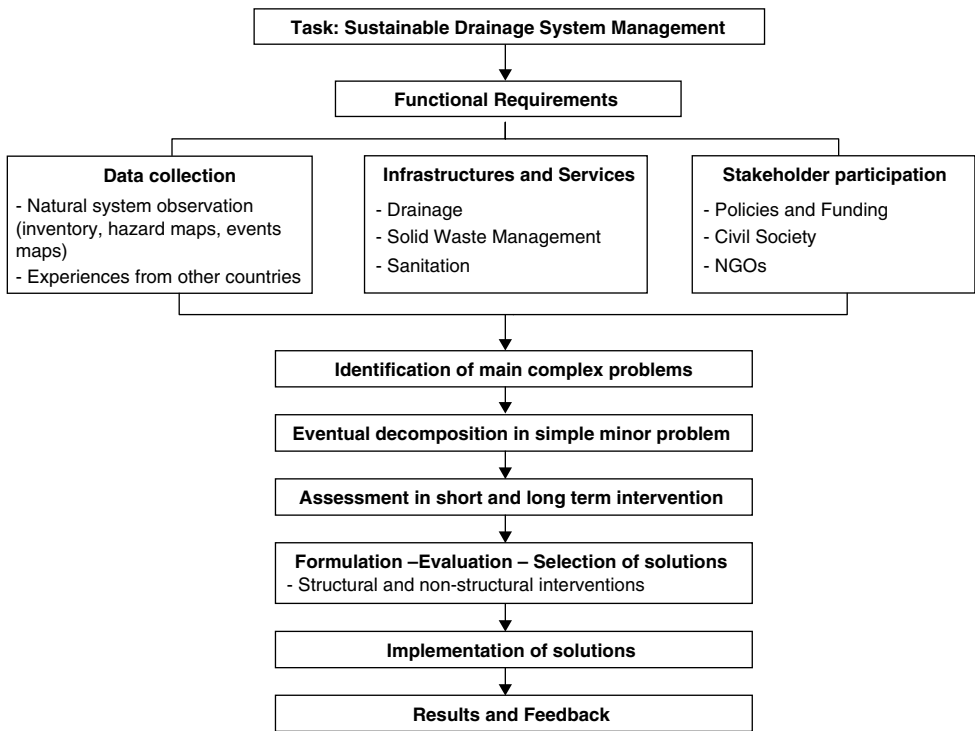 Task: Sustainable Drainage System Management
Functional Requirements
Data collection
- Natural system observation
(inventory, hazard maps, events
maps)
- Experiences from other countries
Infrastructures and Services
- Drainage
- Solid Waste Management
- Sanitation
Stakeholder participation
- Policies and Funding
- Civil Society
- NGOs
Identification of main complex problems
Eventual decomposition in simple minor problem
Assessment in short and long term intervention
Formulation –Evaluation – Selection of solutions
- Structural and non-structural interventions
Implementation of solutions
Results and Feedback